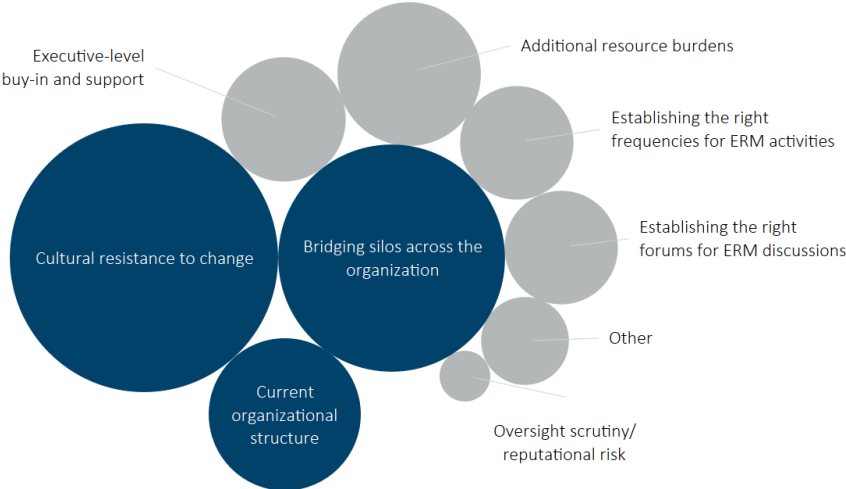 Executive-level
buy-in and support
Additional resource burdens
Establishing the right
frequencies for ERM activities
Establishing the right
forums for ERM discussions
Cultural resistance to change
Bridging silos across the
organization
Other
Current
organizational
structure
Oversight scrutiny/
reputational risk